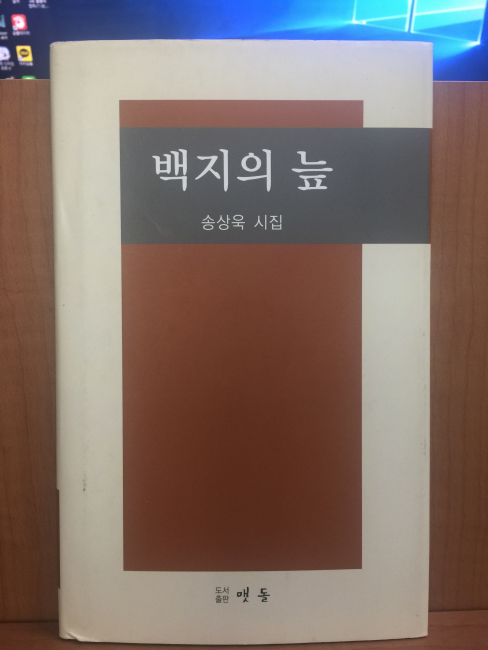 백지의 늪
송상욱 시집
도서
출판 맷돌